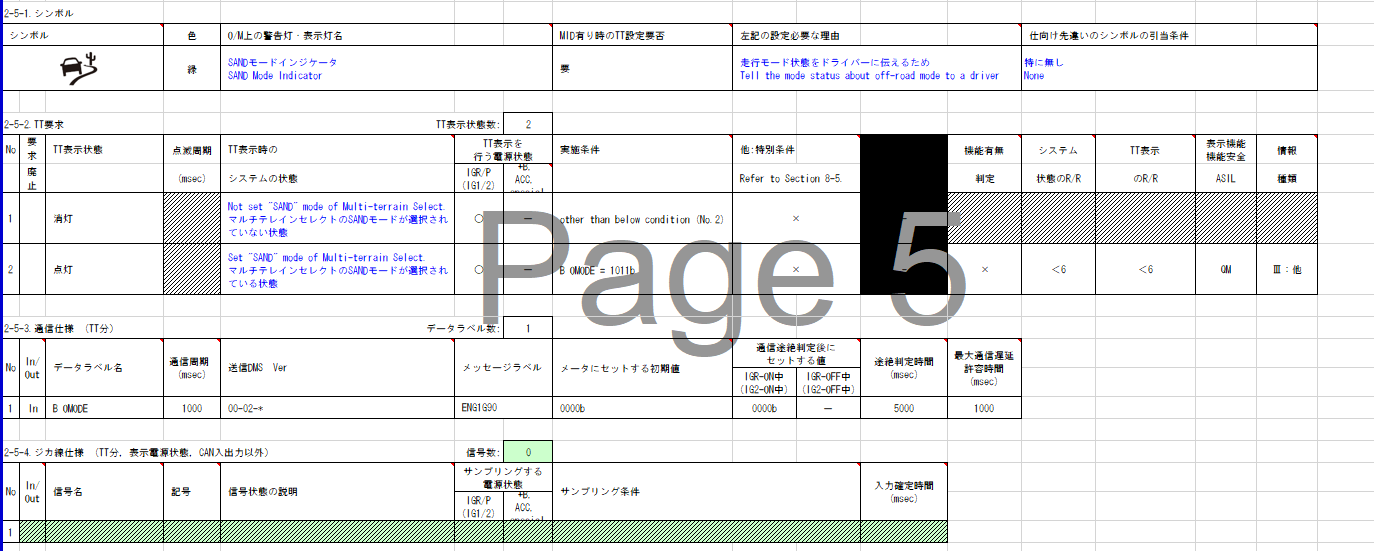 2-5-1. シンボル
シンボル 色 O/M上の警告灯・表示灯名 MID有り時のTT設定要否 左記の設定必要な理由 仕向け先違いのシンボルの引当条件
緑 SANDモードインジケータ 要 走行モード状態をドライバーに伝えるため 特に無し
SAND Mode Indicator Tell the mode status about off-road mode to a driver None
2-5-2. TT要求 TT表示状態数: 2
No 要求 TT表示状態 点滅周期 TT表示時の TT表示を行う電源状態 実施条件 他:特別条件 機能有無 システム TT表示 表示機能 機能安全 情報
廃止 (msec) システムの状態 IGR/P (IG1/2) +B, ACC, Refer to Section 8-5. 判定 状態のR/R のR/R ASIL 種類
1 消灯 Not set "SAND" mode of Multi-terrain Select. ○ － other than below condition (No.2) ×
マルチテレインセレクトのSANDモードが選択され
ていない状態
2 点灯 Set "SAND" mode of Multi-terrain Select. ○ － B_OMODE = 1011b × － × <6 <6 QM Ⅲ：他
マルチテレインセレクトのSANDモードが選択され
ている状態
Page 5
2-5-3. 通信仕様 （TT分） データラベル数: 1
No In/Out データラベル名 通信周期 (msec) 送信DMS Ver メッセージラベル メータにセットする初期値 通信途絶判定後にセットする値 途絶判定時間 (msec) 最大通信遅延許容時間 (msec)
IGR-ON中 (IG2-ON中) IGR-OFF中 (IG2-OFF中)
1 In B_OMODE 1000 00-02-* ENG1G90 0000b 0000b － 5000 1000
2-5-4. ジカ線仕様 （TT分, 表示電源状態, CAN入出力以外） 信号数: 0
No In/Out 信号名 記号 信号状態の説明 サンプリングする電源状態 サンプリング条件 入力確定時間 (msec)
IGR/P (IG1/2) +B, ACC,
1